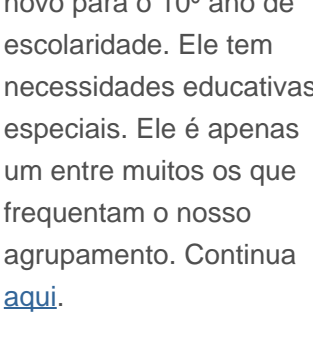 novo para o 10º ano de
escolaridade. Ele tem
necessidades educativas
especiais. Ele é apenas
um entre muitos os que
frequentam o nosso
agrupamento. Continua
aqui.